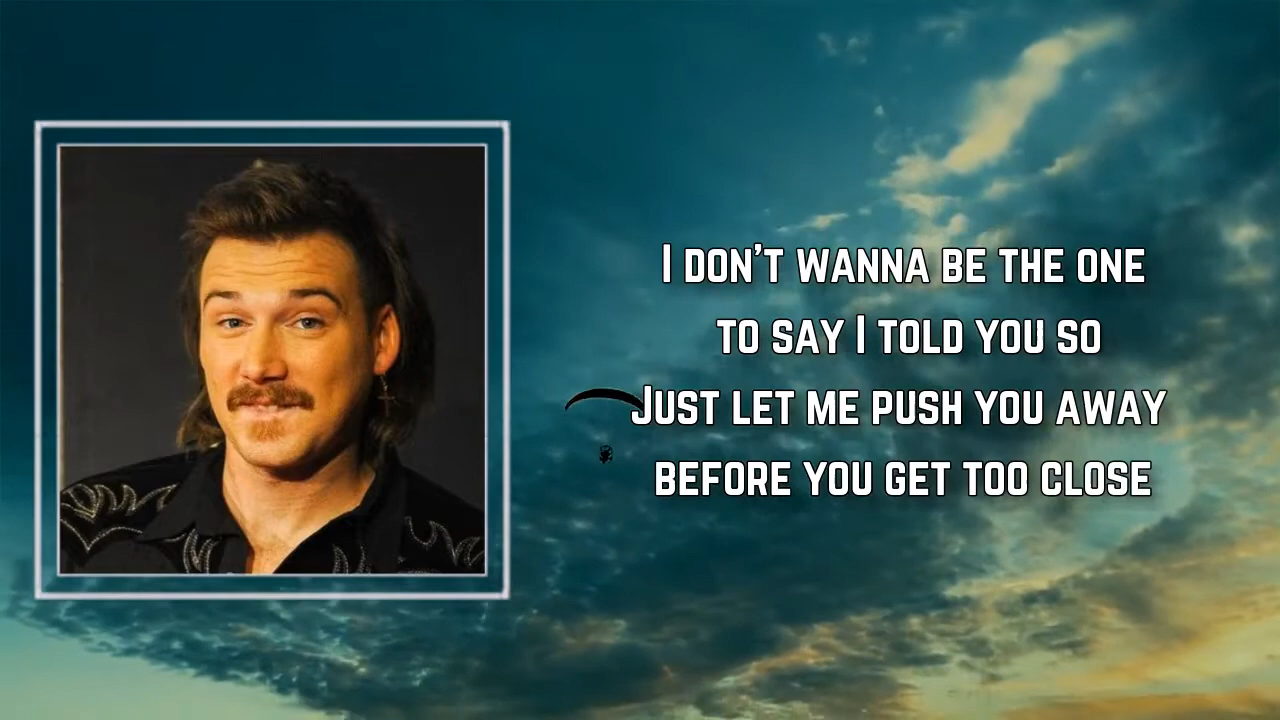 I DON'T WANNA BE THE ONE
TO SAY I TOLD YOU SO
JUST LET ME PUSH YOU AWAY
BEFORE YOU GET TOO CLOSE